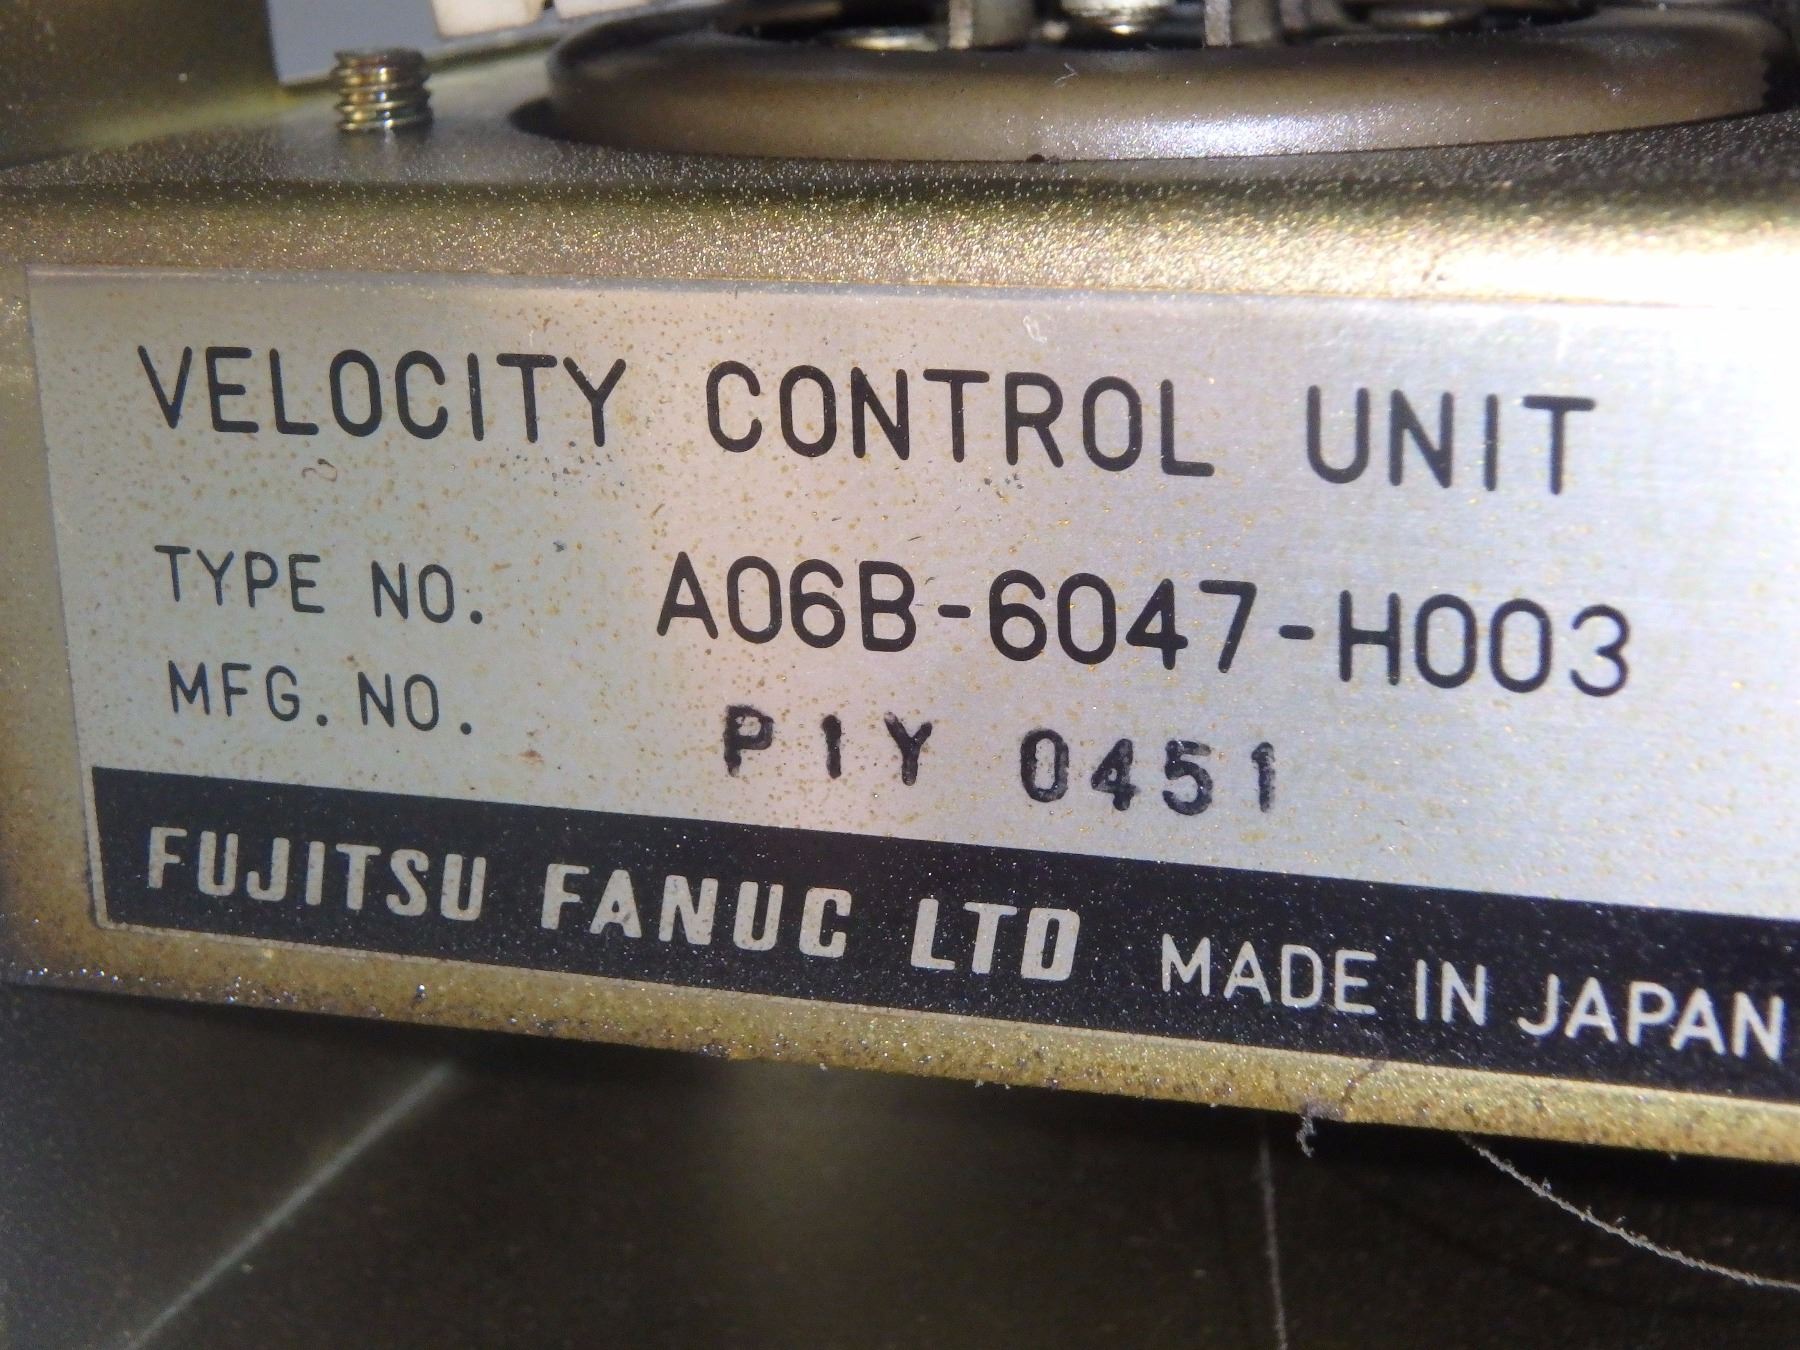 VELOCITY CONTROL UNIT
TYPE NO. A06B-6047-H003
MFG. NO. P1Y 0451
FUJITSU FANUC LTD MADE IN JAPAN